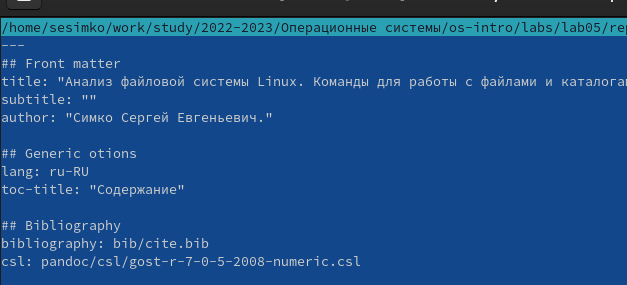 /home/sesimko/work/study/2022-2023/Операционные системы/os-intro/labs/lab05/re
---
## Front matter
title: "Анализ файловой системы Linux. Команды для работы с файлами и
subtitle: ""
author: "Симко Сергей Евгеньевич."
## Generic otions
lang: ru-RU
toc-title: "Содержание"
## Bibliography
bibliography: bib/cite.bib
csl: pandoc/csl/gost-r-7-0-5-2008-numeric.csl